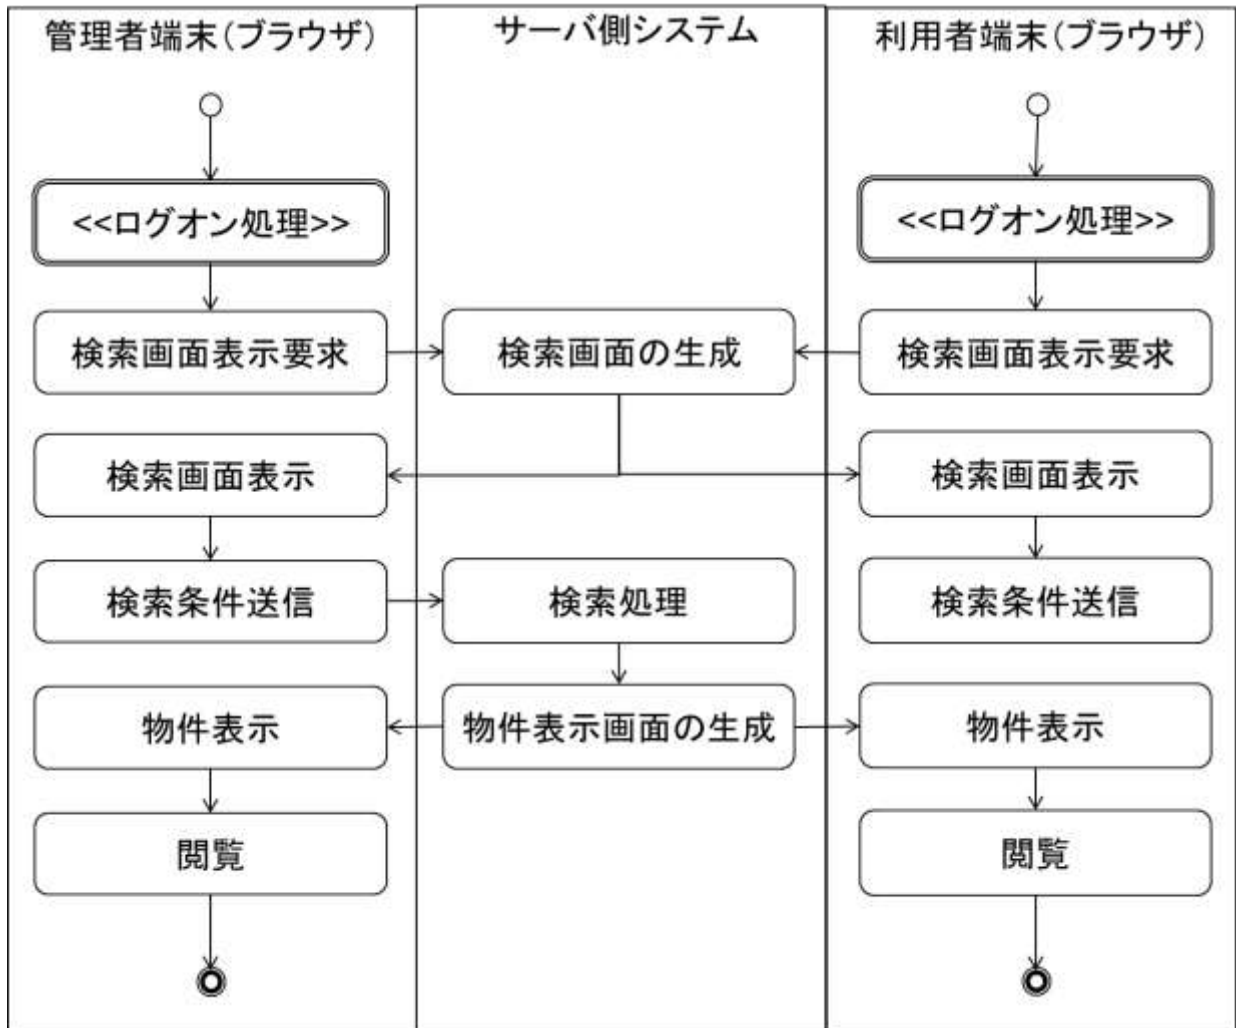 管理者端末(ブラウザ)
サーバ側システム
利用者端末(ブラウザ)
<<ログオン処理>>
<<ログオン処理>>
検索画面表示要求
検索画面の生成
検索画面表示要求
検索画面表示
検索画面表示
検索条件送信
検索処理
検索条件送信
物件表示
物件表示画面の生成
物件表示
閲覧
閲覧